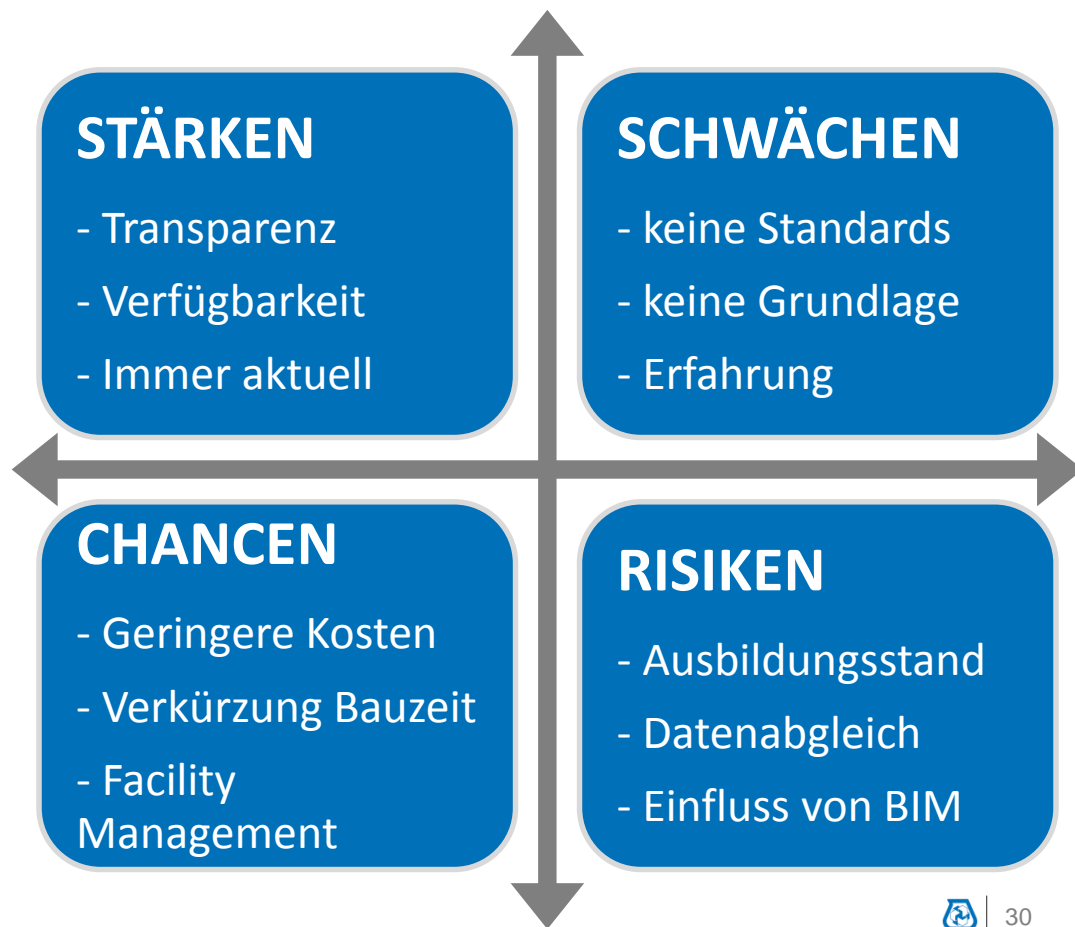 STÄRKEN
- Transparenz
- Verfügbarkeit
- Immer aktuell
SCHWÄCHEN
- keine Standards
- keine Grundlage
- Erfahrung
CHANCEN
- Geringere Kosten
- Verkürzung Bauzeit
- Facility
Management
RISIKEN
- Ausbildungsstand
- Datenabgleich
- Einfluss von BIM
30